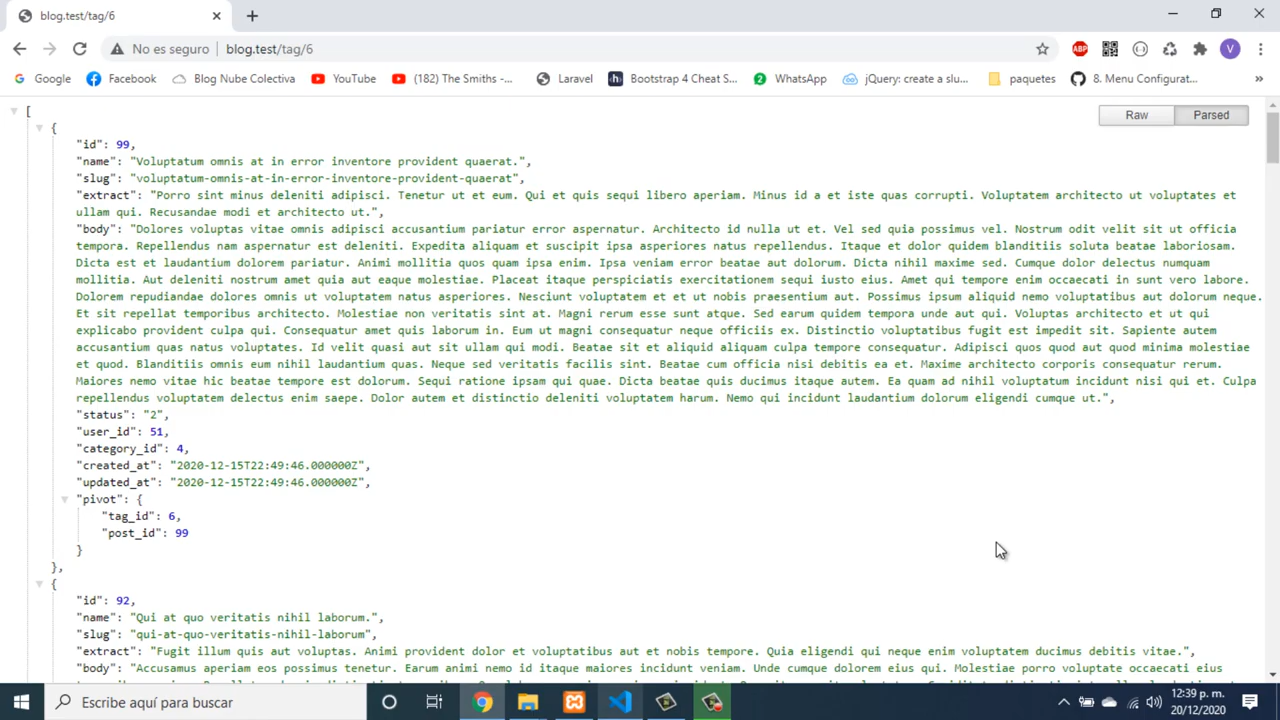 blog.test/tag/6
No es seguro
blog.test/tag/6
V
Google
Facebook
Blog Nube Colectiva
YouTube
(182) The Smiths -...
Laravel
Bootstrap 4 Cheat S...
2
WhatsApp
jQuery: create a slu...
paquetes
8. Menu Configurat...
»
Raw
Parsed
[
{
"id": 99,
"name": "Voluptatum omnis at in error inventore provident quaerat.",
"slug": "voluptatum-omnis-at-in-error-inventore-provident-quaerat",
"extract": "Porro sint minus deleniti adipisci. Tenetur ut et eum. Qui et quis sequi libero aperiam. Minus id a et iste quas corrupti. Voluptatem architecto ut voluptates et
ullam qui. Recusandae modi et architecto ut.",
"body": "Dolores voluptas vitae omnis adipisci accusantium pariatur error aspernatur. Architecto id nulla ut et. Vel sed quia possimus vel. Nostrum odit velit sit ut officia
tempora. Repellendus nam aspernatur est deleniti. Expedita aliquam et suscipit ipsa asperiores natus repellendus. Itaque et dolor quidem blanditiis soluta beatae laboriosam.
Dicta est et laudantium dolorem pariatur. Animi mollitia quos quam ipsa enim. Ipsa veniam error beatae aut dolorum. Dicta nihil maxime sed. Cumque dolor delectus numquam
mollitia. Aut deleniti nostrum amet quia aut eaque molestiae. Placeat itaque perspiciatis exercitationem sequi iusto eius. Amet qui tempore enim occaecati in sunt vero labore.
Dolorem repudiandae dolores omnis ut voluptatem natus asperiores. Nesciunt voluptatem et et ut nobis praesentium aut. Possimus ipsum aliquid nemo voluptatibus aut dolorum neque.
Et sit repellat temporibus architecto. Molestiae non veritatis sint at. Magni rerum esse sunt atque. Sed earum quidem tempora unde aut qui. Voluptas architecto et ut qui
explicabo provident culpa qui. Consequatur amet quis laborum in. Eum ut magni consequatur neque officiis ex. Distinctio voluptatibus fugit est impedit sit. Sapiente autem
accusantium quas natus voluptates. Id velit quasi aut sit ullam qui modi. Beatae sit et aliquid aliquam culpa tempore consequatur. Adipisci quos quod aut quod minima molestiae
et quod. Blanditiis omnis eum nihil laudantium quas. Neque sed veritatis facilis sint. Beatae cum officia nisi debitis ea et. Maxime architecto corporis consequatur rerum.
Maiores nemo vitae hic beatae tempore est dolorum. Sequi ratione ipsam qui quae. Dicta beatae quis ducimus itaque autem. Ea quam ad nihil voluptatum incidunt nisi qui et. Culpa
repellendus voluptatem delectus enim saepe. Dolor autem et distinctio deleniti voluptatem harum. Nemo qui incidunt laudantium dolorum eligendi cumque ut.",
"status": "2",
"user_id": 51,
"category_id": 4,
"created_at": "2020-12-15T22:49:46.000000Z",
"updated_at": "2020-12-15T22:49:46.000000Z",
"pivot": {
"tag_id": 6,
"post_id": 99
}
},
{
"id": 92,
"name": "Qui at quo veritatis nihil laborum.",
"slug": "qui-at-quo-veritatis-nihil-laborum",
"extract": "Fugit illum quis aut voluptas. Animi provident dolor et voluptatibus aut et nobis tempore. Quia eligendi qui neque enim voluptatem ducimus debitis vitae.",
"body": "Accusamus aperiam eos possimus tenetur. Earum animi nemo id itaque maiores incidunt veniam. Unde cumque dolorem eius qui. Molestiae porro voluptate occaecati eius
Escribe aquí para buscar
12:39 p. m.
20/12/2020